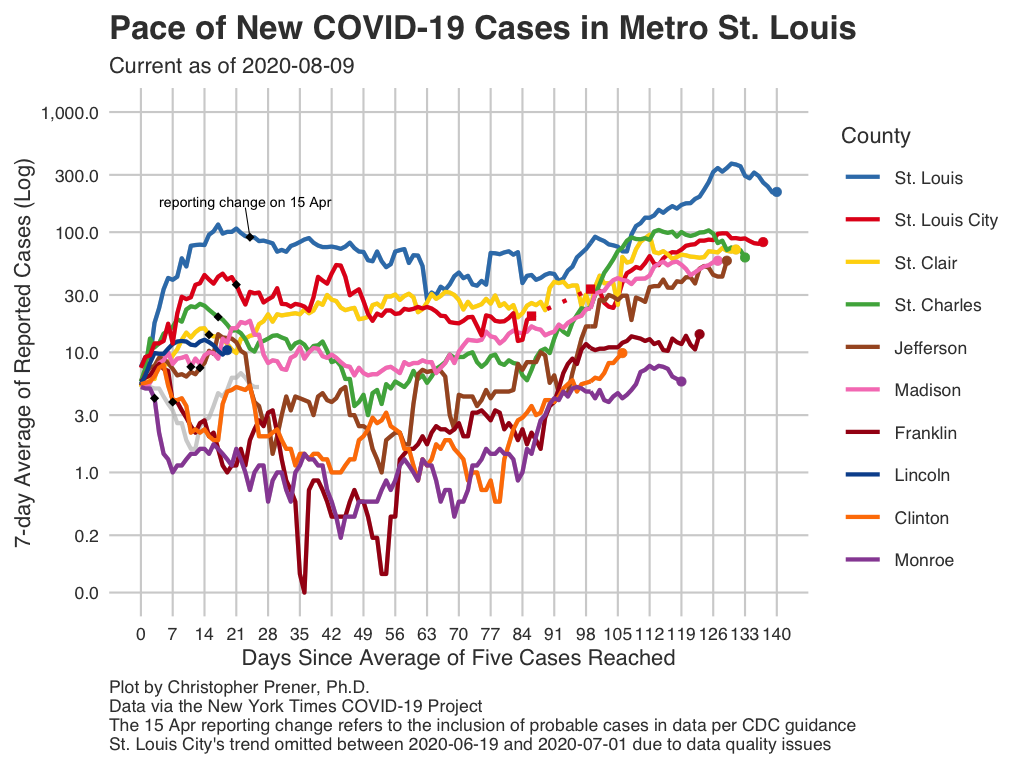 Pace of New COVID-19 Cases in Metro St. Louis
Current as of 2020-08-09
7-day Average of Reported Cases (Log)
1,000.0
300.0
100.0
30.0
10.0
3.0
1.0
0.2
0.0
reporting change on 15 Apr
0 7 14 21 28 35 42 49 56 63 70 77 84 91 98 105 112 119 126 133 140
Days Since Average of Five Cases Reached
County
St. Louis
St. Louis City
St. Clair
St. Charles
Jefferson
Madison
Franklin
Lincoln
Clinton
Monroe
Plot by Christopher Prener, Ph.D.
Data via the New York Times COVID-19 Project
The 15 Apr reporting change refers to the inclusion of probable cases in data per CDC guidance
St. Louis City's trend omitted between 2020-06-19 and 2020-07-01 due to data quality issues